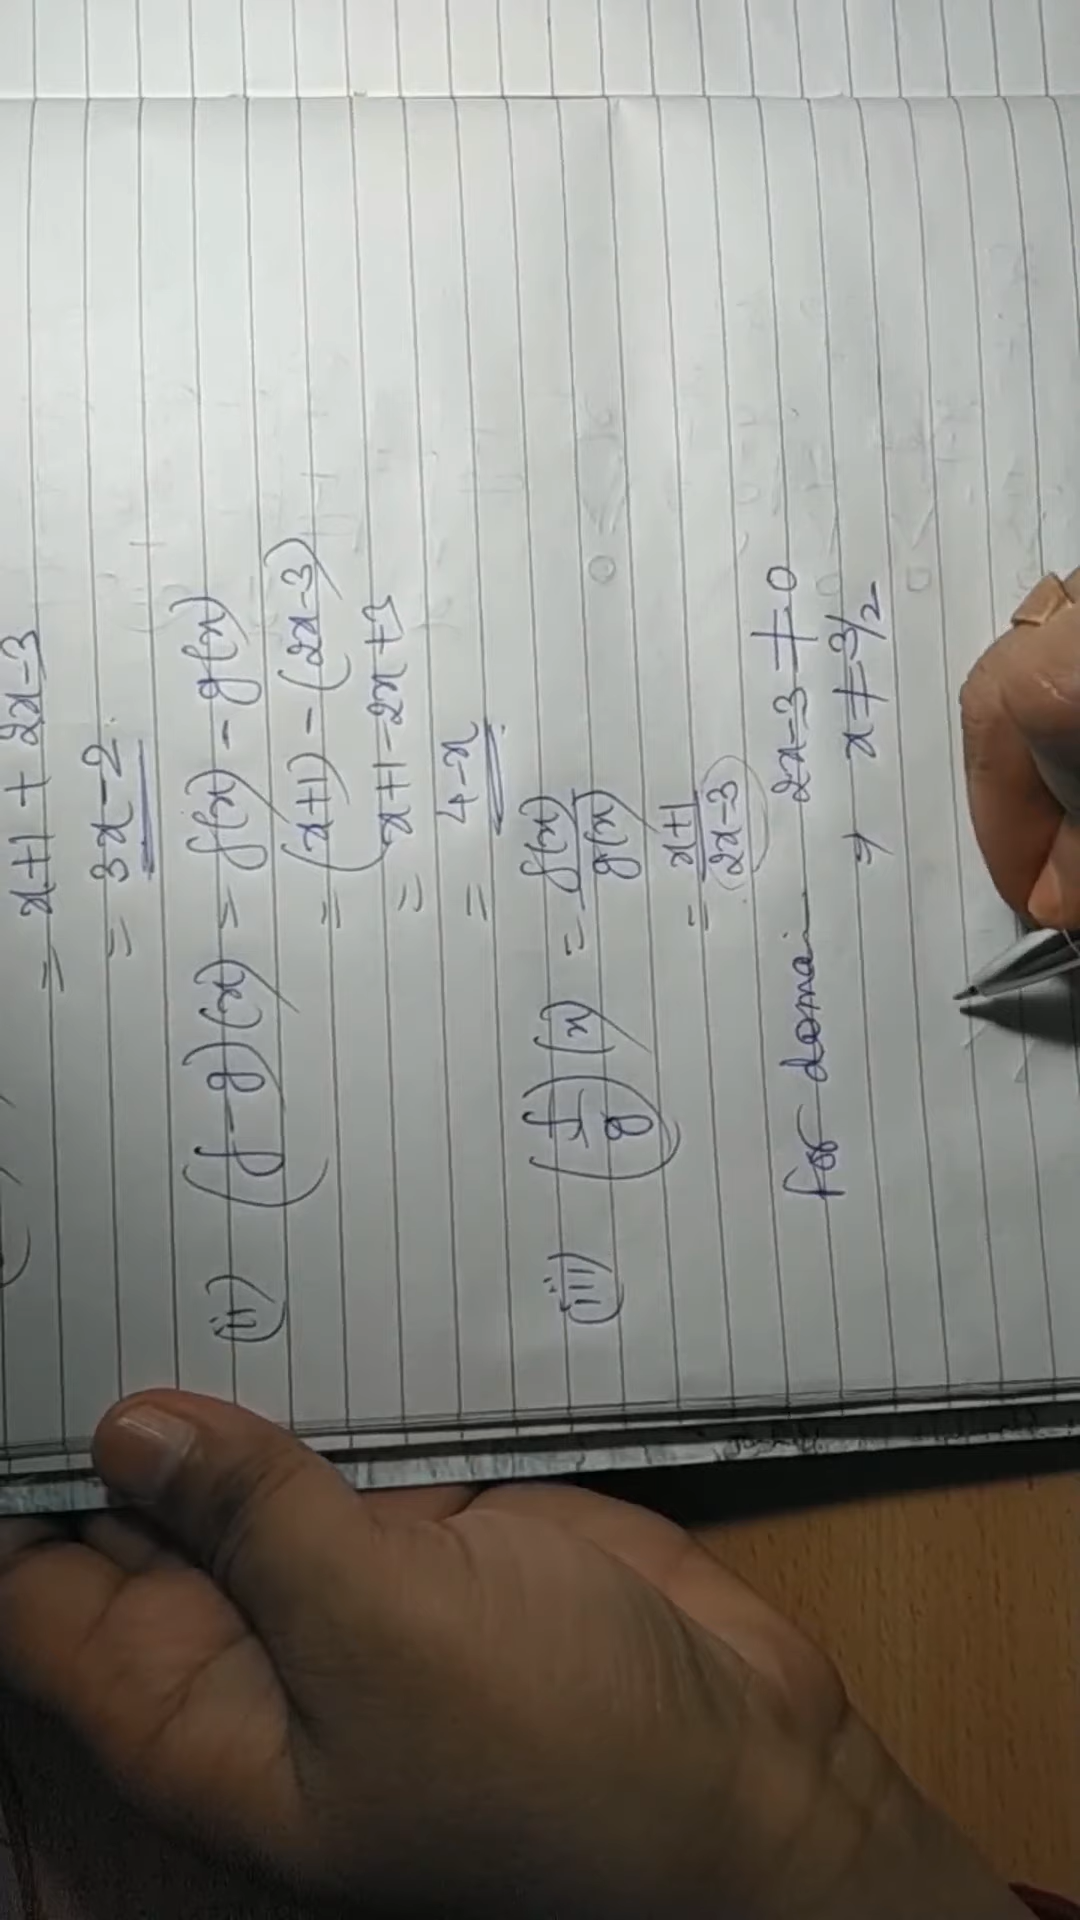 = x+1 + 2x-3
= 3x-2
(ii) (f-g)(x) = f(x) - g(x)
= (x+1) - (2x-3)
= x+1-2x+3
= 4-x
(iii) (f/g)(x) = f(x)/g(x)
= x+1/2x-3
for domain 2x-3 ≠ 0
⇒ x ≠ 3/2